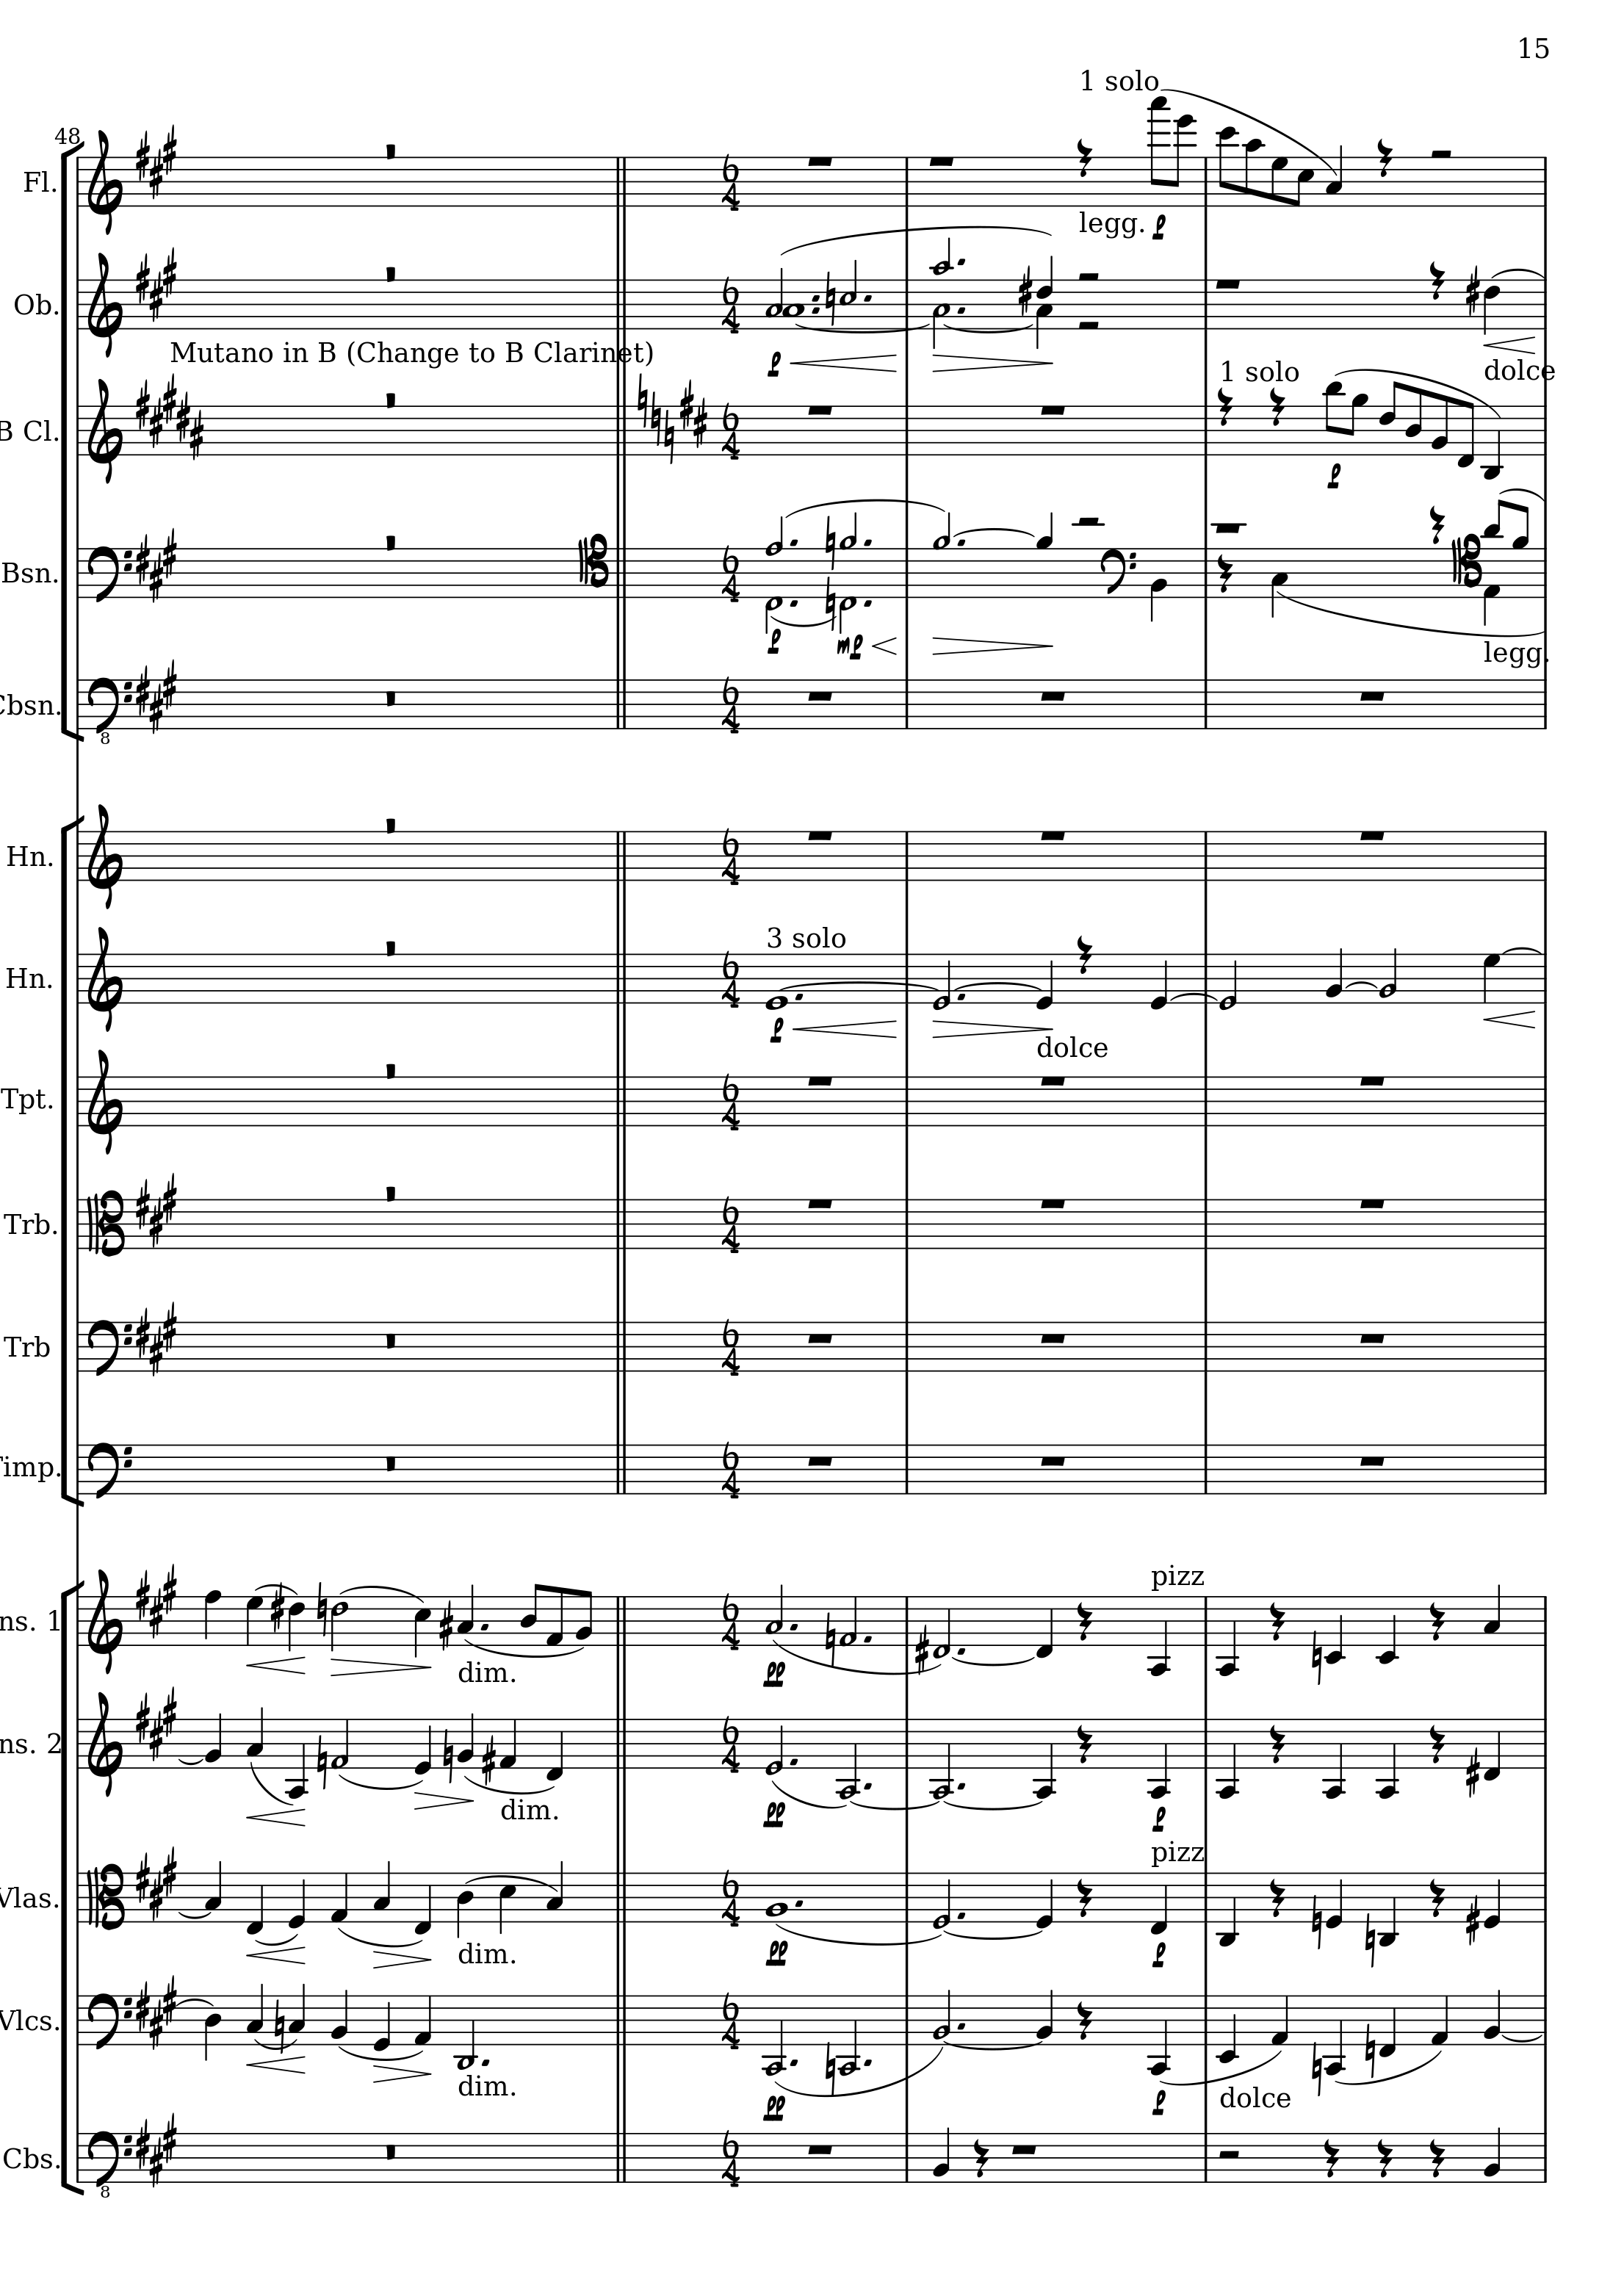 15
1 solo
48
Fl.
legg. p
Ob.
Mutano in B (Change to B Clarinet)
p
dolce
1 solo
B Cl.
p
Bsn.
p mp
legg.
Cbsn.
8
Hn.
3 solo
Hn.
p
dolce
Tpt.
Trb.
Trb
Timp.
pizz
ns. 1
dim.
pp
ns. 2
dim.
pp
p
pizz
Vlas.
dim.
pp
p
Vlcs.
dim.
pp
p
dolce
Cbs.
8